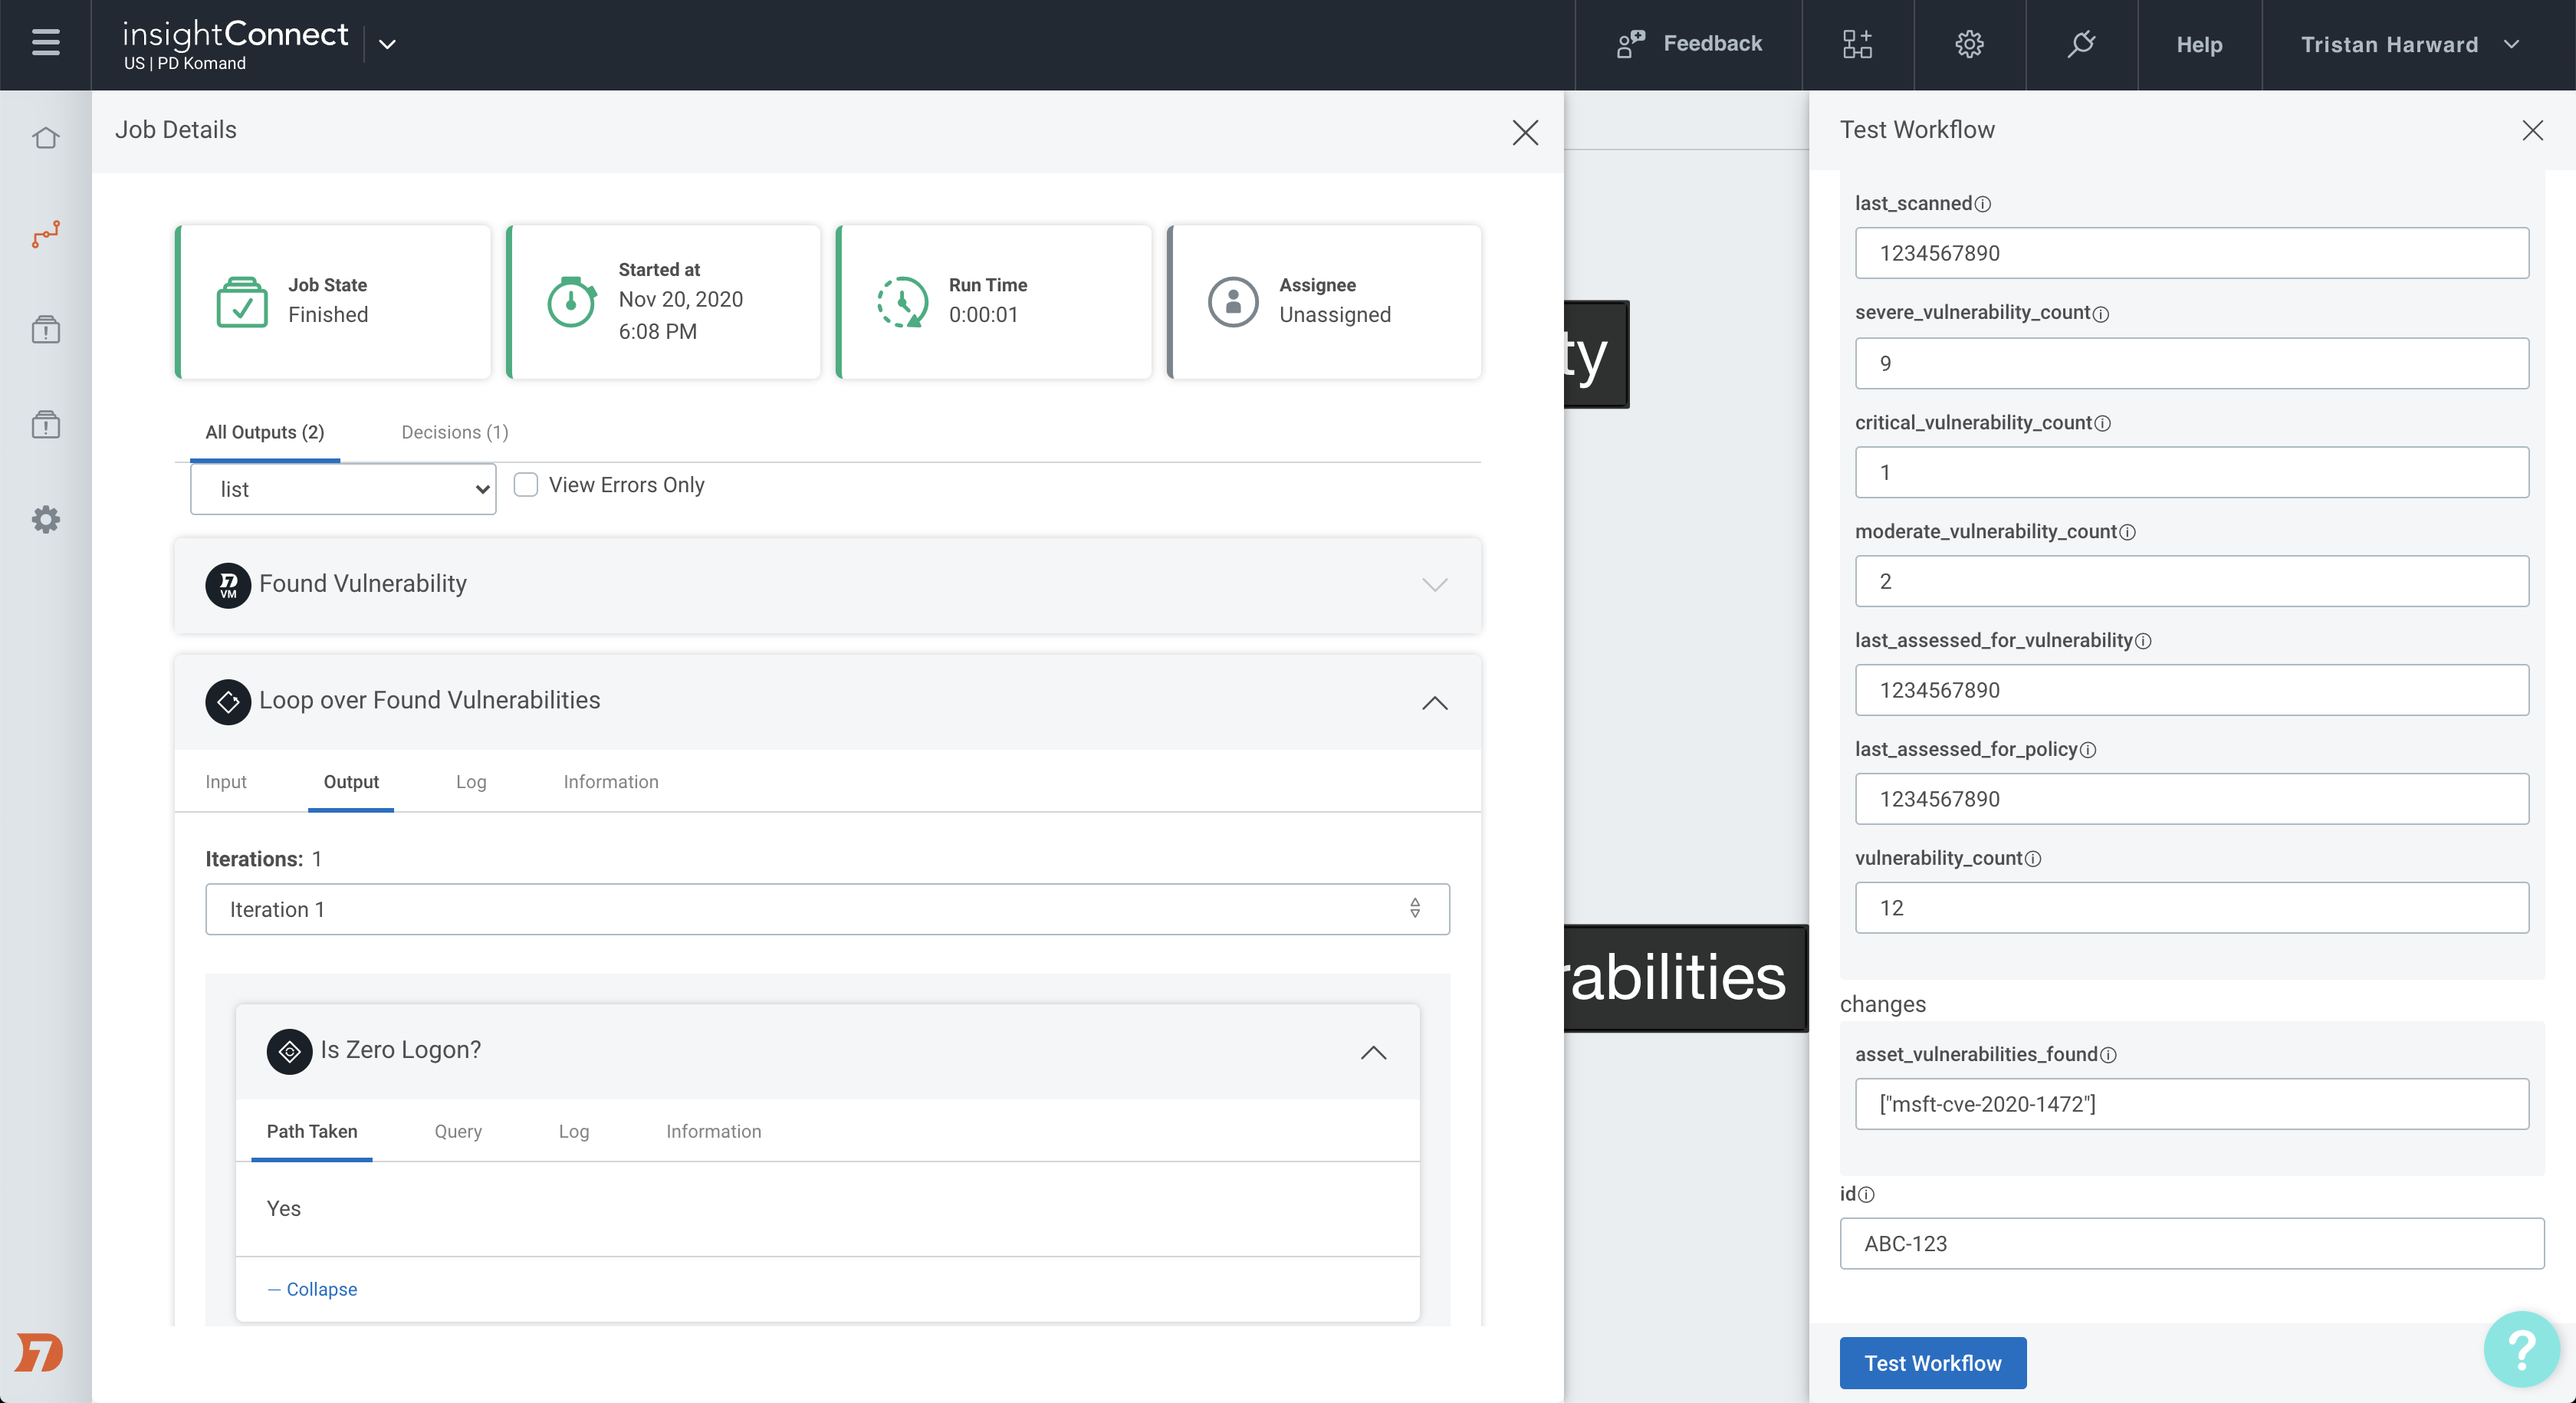 insightConnect
US | PD Komand
Feedback
Help
Tristan Harward
Job Details
Job State
Finished
Started at
Nov 20, 2020
6:08 PM
Run Time
0:00:01
Assignee
Unassigned
All Outputs (2)
Decisions (1)
list
View Errors Only
VM
Found Vulnerability
Loop over Found Vulnerabilities
Input
Output
Log
Information
Iterations: 1
Iteration 1
Is Zero Logon?
Path Taken
Query
Log
Information
Yes
— Collapse
ty
rabilities
Test Workflow
last_scanned
1234567890
severe_vulnerability_count
9
critical_vulnerability_count
1
moderate_vulnerability_count
2
last_assessed_for_vulnerability
1234567890
last_assessed_for_policy
1234567890
vulnerability_count
12
changes
asset_vulnerabilities_found
["msft-cve-2020-1472"]
id
ABC-123
Test Workflow
?